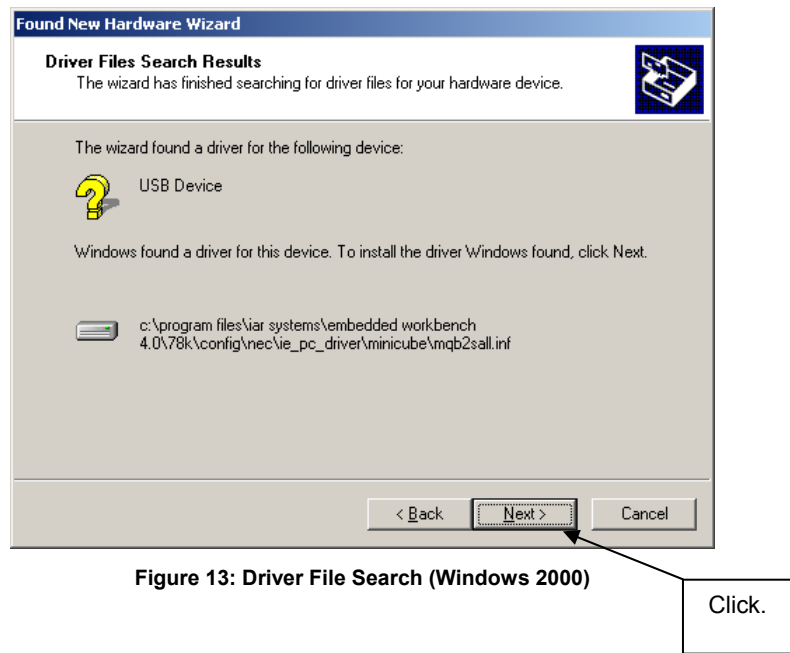 Found New Hardware Wizard
Driver Files Search Results
The wizard has finished searching for driver files for your hardware device.
The wizard found a driver for the following device:
USB Device
Windows found a driver for this device. To install the driver Windows found, click Next.
c:\program files\iar systems\embedded workbench
4.0\78k\config\nec\ie_pc_driver\minicube\mqb2sall.inf
< Back Next > Cancel
Figure 13: Driver File Search (Windows 2000)
Click.